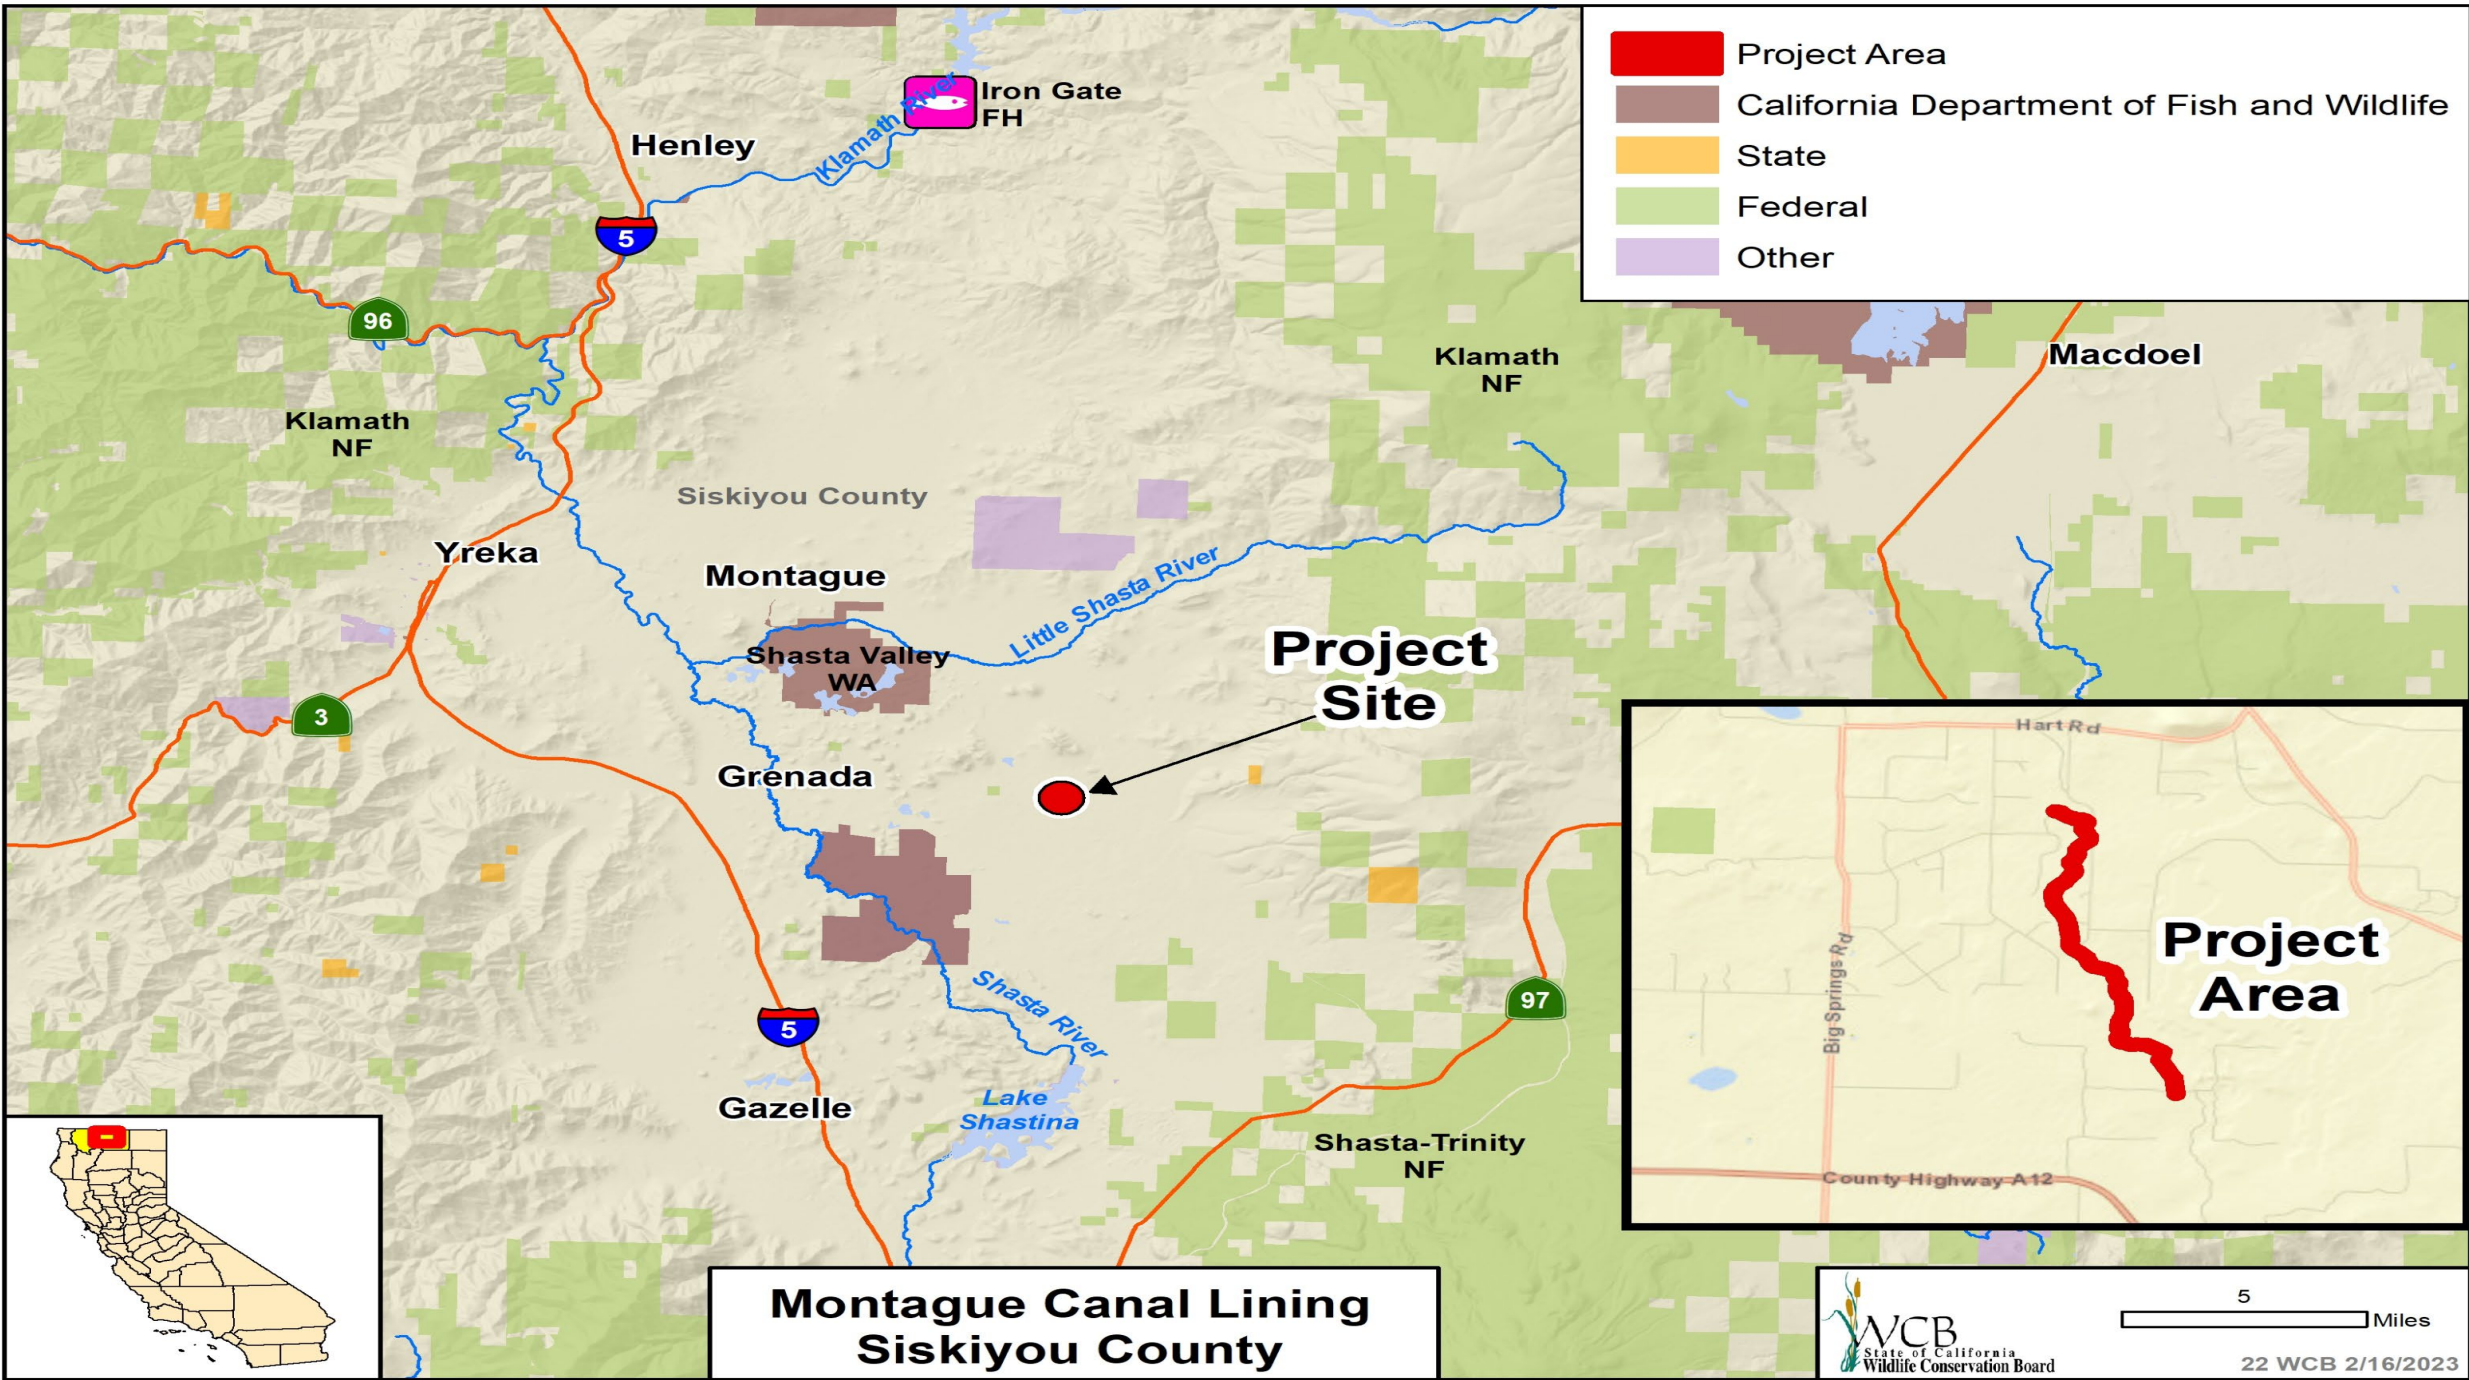 Project Area
California Department of Fish and Wildlife
State
Federal
Other
Iron Gate
FH
Klamath River
Henley
5
96
Klamath
NF
Klamath
NF
Macdoel
Siskiyou County
Yreka
Montague
Little Shasta River
Shasta Valley
WA
Project
Site
3
Grenada
Shasta River
97
5
Gazelle
Lake
Shastina
Shasta-Trinity
NF
Hart Rd
Big Springs Rd
Project
Area
County Highway A12
Montague Canal Lining
Siskiyou County
WCB
State of California
Wildlife Conservation Board
5
Miles
22 WCB 2/16/2023